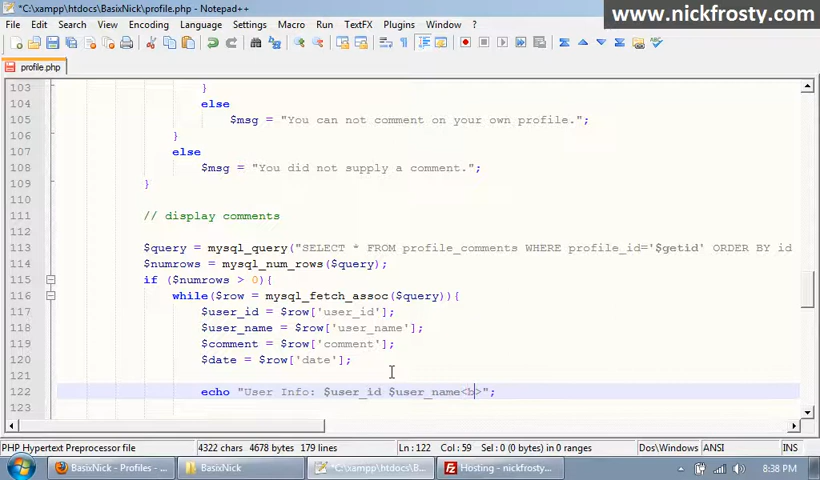 *C:\xampp\htdocs\BasixNick\profile.php - Notepad++
www.nickfrosty.com
File Edit Search View Encoding Language Settings Macro Run TextFX Plugins Window ?
profile.php
103 }
104 else
105 $msg = "You can not comment on your own profile.";
106 }
107 else
108 $msg = "You did not supply a comment.";
109 }
110
111 // display comments
112
113 $query = mysql_query("SELECT * FROM profile_comments WHERE profile_id='$getid' ORDER BY id
114 $numrows = mysql_num_rows($query);
115 if ($numrows > 0){
116 while($row = mysql_fetch_assoc($query)){
117 $user_id = $row['user_id'];
118 $user_name = $row['user_name'];
119 $comment = $row['comment'];
120 $date = $row['date'];
121
122 echo "User Info: $user_id $user_name<b>";
123
PHP Hypertext Preprocessor file 4322 chars 4678 bytes 179 lines Ln : 122 Col : 59 Sel : 0 (0 bytes) in 0 ranges Dos\Windows ANSI INS
BasixNick - Profiles - ... BasixNick *C:\xampp\htdocs\B... Hosting - nickfrosty... 8:38 PM